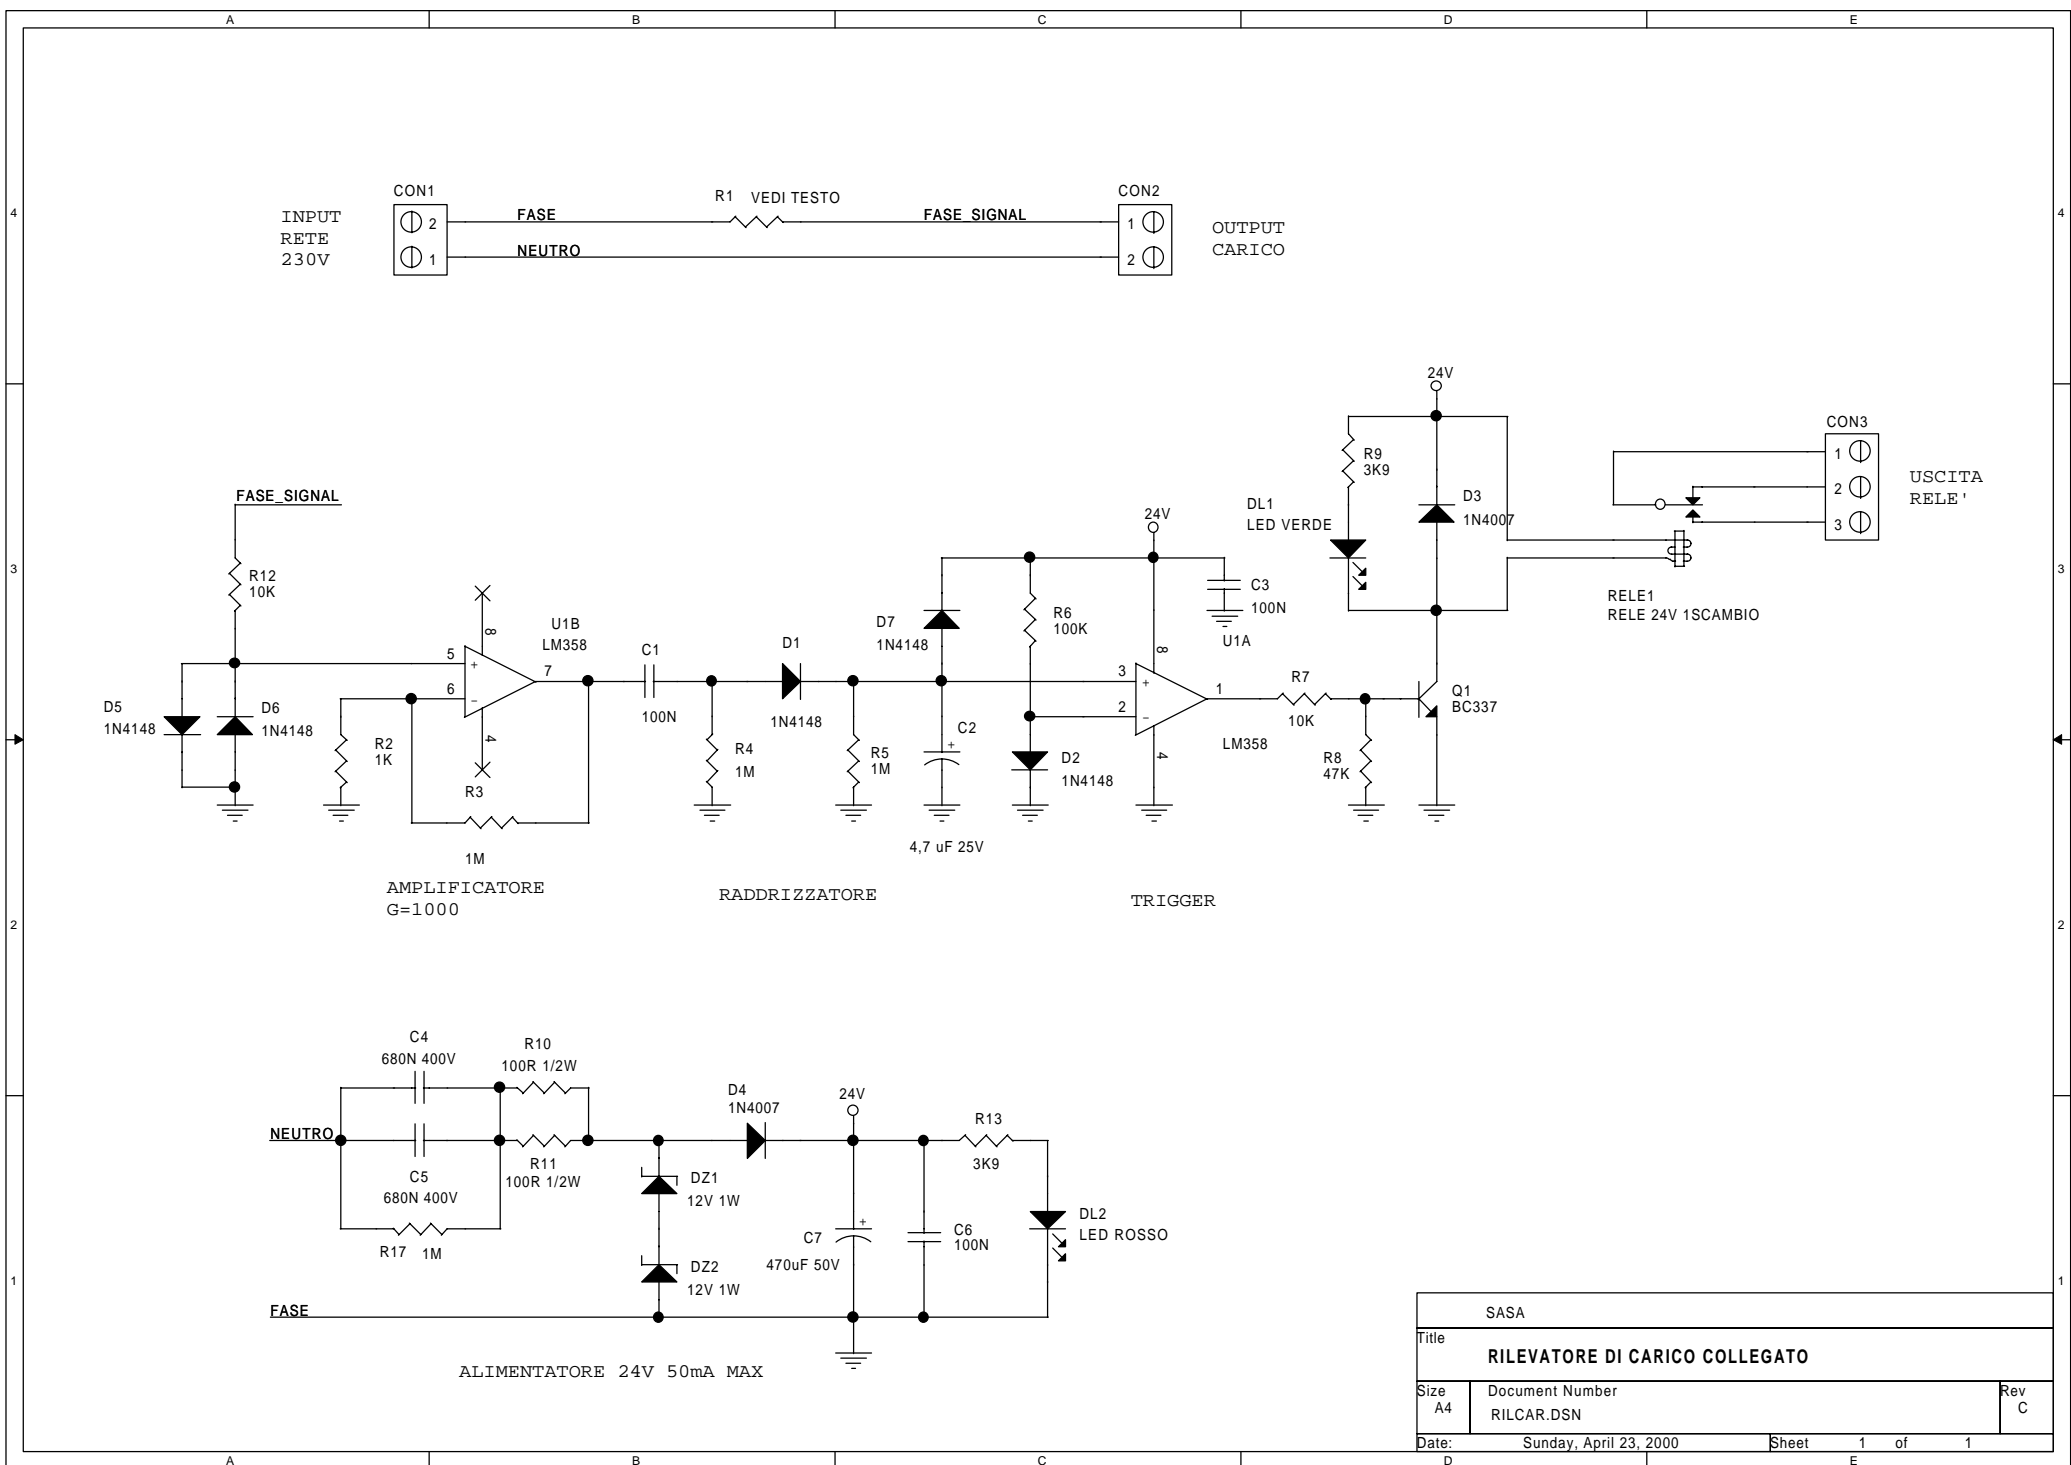 A B C D E
CON1
R1 VEDI TESTO
CON2
4 4
INPUT
RETE
230V
2 FASE FASE_SIGNAL 1
1 NEUTRO 2
OUTPUT
CARICO
24V
CON3
R9
3K9
1
2
3
USCITA
RELE'
D3
1N4007
DL1
LED VERDE
FASE_SIGNAL
24V
3 3
R12
10K
C3
100N
RELE1
RELE 24V 1SCAMBIO
R6
100K
D7
1N4148
U1A
U1B
LM358
8
8
C1
D1
5
+
7
6
-
3
+
1
2
-
R7
10K
Q1
BC337
D5
1N4148
D6
1N4148
100N
1N4148
C2
+
LM358
4
4
R2
1K
R4
1M
R5
1M
D2
1N4148
R8
47K
R3
1M
4,7 uF 25V
AMPLIFICATORE
G=1000
RADDRIZZATORE
TRIGGER
2 2
C4
680N 400V
R10
100R 1/2W
D4
1N4007
24V
R13
3K9
NEUTRO
C5
680N 400V
R11
100R 1/2W
DZ1
12V 1W
R17 1M
C7
+
470uF 50V
C6
100N
DL2
LED ROSSO
DZ2
12V 1W
1 1
FASE
ALIMENTATORE 24V 50mA MAX
SASA
Title
RILEVATORE DI CARICO COLLEGATO
Size Document Number Rev
A4 RILCAR.DSN C
Date: Sunday, April 23, 2000 Sheet 1 of 1
A B C D E